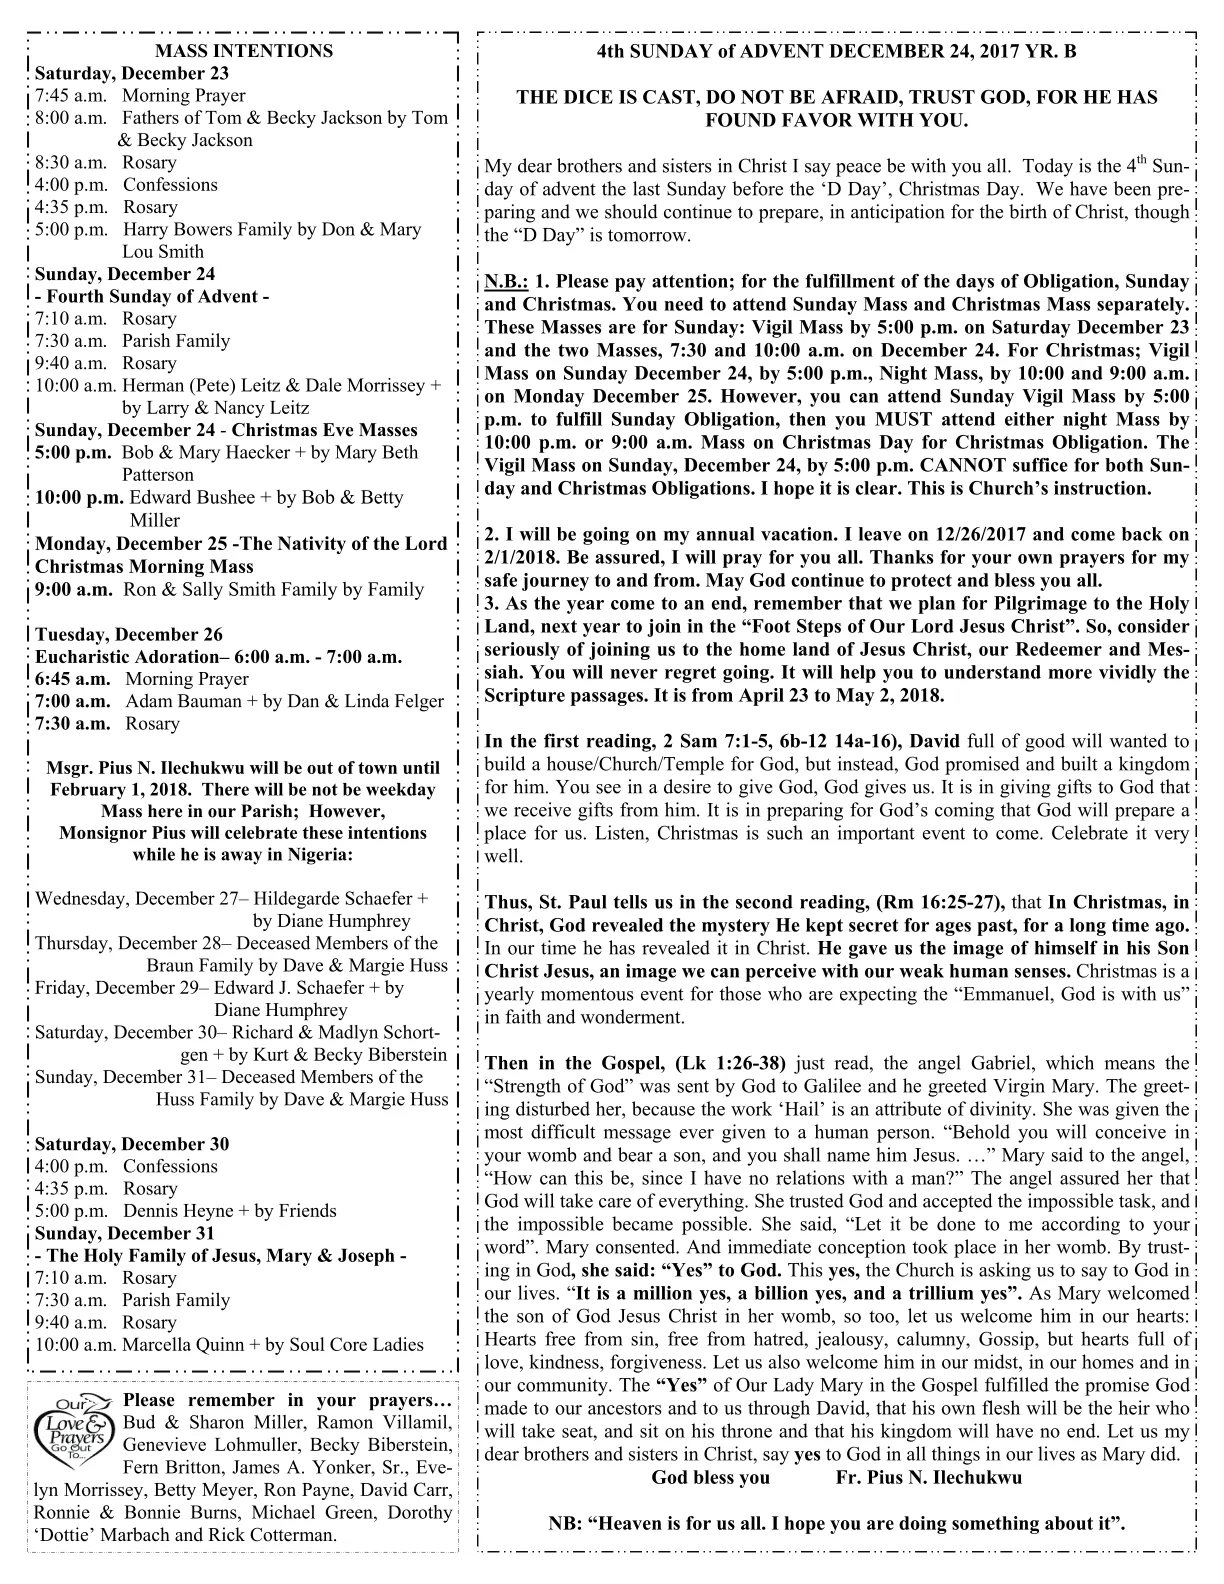 MASS INTENTIONS
Saturday, December 23
7:45 a.m. Morning Prayer
8:00 a.m. Fathers of Tom & Becky Jackson by Tom
& Becky Jackson
8:30 a.m. Rosary
4:00 p.m. Confessions
4:35 p.m. Rosary
5:00 p.m. Harry Bowers Family by Don & Mary
Lou Smith
Sunday, December 24
- Fourth Sunday of Advent -
7:10 a.m. Rosary
7:30 a.m. Parish Family
9:40 a.m. Rosary
10:00 a.m. Herman (Pete) Leitz & Dale Morrissey +
by Larry & Nancy Leitz
Sunday, December 24 - Christmas Eve Masses
5:00 p.m. Bob & Mary Haecker + by Mary Beth
Patterson
10:00 p.m. Edward Bushee + by Bob & Betty
Miller
Monday, December 25 -The Nativity of the Lord
Christmas Morning Mass
9:00 a.m. Ron & Sally Smith Family by Family
Tuesday, December 26
Eucharistic Adoration– 6:00 a.m. - 7:00 a.m.
6:45 a.m. Morning Prayer
7:00 a.m. Adam Bauman + by Dan & Linda Felger
7:30 a.m. Rosary
Msgr. Pius N. Ilechukwu will be out of town until
February 1, 2018. There will be not be weekday
Mass here in our Parish; However,
Monsignor Pius will celebrate these intentions
while he is away in Nigeria:
Wednesday, December 27– Hildegarde Schaefer +
by Diane Humphrey
Thursday, December 28– Deceased Members of the
Braun Family by Dave & Margie Huss
Friday, December 29– Edward J. Schaefer + by
Diane Humphrey
Saturday, December 30– Richard & Madlyn Schort-
gen + by Kurt & Becky Biberstein
Sunday, December 31– Deceased Members of the
Huss Family by Dave & Margie Huss
Saturday, December 30
4:00 p.m. Confessions
4:35 p.m. Rosary
5:00 p.m. Dennis Heyne + by Friends
Sunday, December 31
- The Holy Family of Jesus, Mary & Joseph -
7:10 a.m. Rosary
7:30 a.m. Parish Family
9:40 a.m. Rosary
10:00 a.m. Marcella Quinn + by Soul Core Ladies
Our
Love &
Prayers
Go Out
To...
Please remember in your prayers…
Bud & Sharon Miller, Ramon Villamil,
Genevieve Lohmuller, Becky Biberstein,
Fern Britton, James A. Yonker, Sr., Eve-
lyn Morrissey, Betty Meyer, Ron Payne, David Carr,
Ronnie & Bonnie Burns, Michael Green, Dorothy
‘Dottie’ Marbach and Rick Cotterman.
4th SUNDAY of ADVENT DECEMBER 24, 2017 YR. B
THE DICE IS CAST, DO NOT BE AFRAID, TRUST GOD, FOR HE HAS
FOUND FAVOR WITH YOU.
My dear brothers and sisters in Christ I say peace be with you all. Today is the 4th Sun-
day of advent the last Sunday before the ‘D Day’, Christmas Day. We have been pre-
paring and we should continue to prepare, in anticipation for the birth of Christ, though
the “D Day” is tomorrow.
N.B.: 1. Please pay attention; for the fulfillment of the days of Obligation, Sunday
and Christmas. You need to attend Sunday Mass and Christmas Mass separately.
These Masses are for Sunday: Vigil Mass by 5:00 p.m. on Saturday December 23
and the two Masses, 7:30 and 10:00 a.m. on December 24. For Christmas; Vigil
Mass on Sunday December 24, by 5:00 p.m., Night Mass, by 10:00 and 9:00 a.m.
on Monday December 25. However, you can attend Sunday Vigil Mass by 5:00
p.m. to fulfill Sunday Obligation, then you MUST attend either night Mass by
10:00 p.m. or 9:00 a.m. Mass on Christmas Day for Christmas Obligation. The
Vigil Mass on Sunday, December 24, by 5:00 p.m. CANNOT suffice for both Sun-
day and Christmas Obligations. I hope it is clear. This is Church’s instruction.
2. I will be going on my annual vacation. I leave on 12/26/2017 and come back on
2/1/2018. Be assured, I will pray for you all. Thanks for your own prayers for my
safe journey to and from. May God continue to protect and bless you all.
3. As the year come to an end, remember that we plan for Pilgrimage to the Holy
Land, next year to join in the “Foot Steps of Our Lord Jesus Christ”. So, consider
seriously of joining us to the home land of Jesus Christ, our Redeemer and Mes-
siah. You will never regret going. It will help you to understand more vividly the
Scripture passages. It is from April 23 to May 2, 2018.
In the first reading, 2 Sam 7:1-5, 6b-12 14a-16), David full of good will wanted to
build a house/Church/Temple for God, but instead, God promised and built a kingdom
for him. You see in a desire to give God, God gives us. It is in giving gifts to God that
we receive gifts from him. It is in preparing for God’s coming that God will prepare a
place for us. Listen, Christmas is such an important event to come. Celebrate it very
well.
Thus, St. Paul tells us in the second reading, (Rm 16:25-27), that In Christmas, in
Christ, God revealed the mystery He kept secret for ages past, for a long time ago.
In our time he has revealed it in Christ. He gave us the image of himself in his Son
Christ Jesus, an image we can perceive with our weak human senses. Christmas is a
yearly momentous event for those who are expecting the “Emmanuel, God is with us”
in faith and wonderment.
Then in the Gospel, (Lk 1:26-38) just read, the angel Gabriel, which means the
“Strength of God” was sent by God to Galilee and he greeted Virgin Mary. The greet-
ing disturbed her, because the work ‘Hail’ is an attribute of divinity. She was given the
most difficult message ever given to a human person. “Behold you will conceive in
your womb and bear a son, and you shall name him Jesus. …” Mary said to the angel,
“How can this be, since I have no relations with a man?” The angel assured her that
God will take care of everything. She trusted God and accepted the impossible task, and
the impossible became possible. She said, “Let it be done to me according to your
word”. Mary consented. And immediate conception took place in her womb. By trust-
ing in God, she said: “Yes” to God. This yes, the Church is asking us to say to God in
our lives. “It is a million yes, a billion yes, and a trillium yes”. As Mary welcomed
the son of God Jesus Christ in her womb, so too, let us welcome him in our hearts:
Hearts free from sin, free from hatred, jealousy, calumny, Gossip, but hearts full of
love, kindness, forgiveness. Let us also welcome him in our midst, in our homes and in
our community. The “Yes” of Our Lady Mary in the Gospel fulfilled the promise God
made to our ancestors and to us through David, that his own flesh will be the heir who
will take seat, and sit on his throne and that his kingdom will have no end. Let us my
dear brothers and sisters in Christ, say yes to God in all things in our lives as Mary did.
God bless you Fr. Pius N. Ilechukwu
NB: “Heaven is for us all. I hope you are doing something about it”.